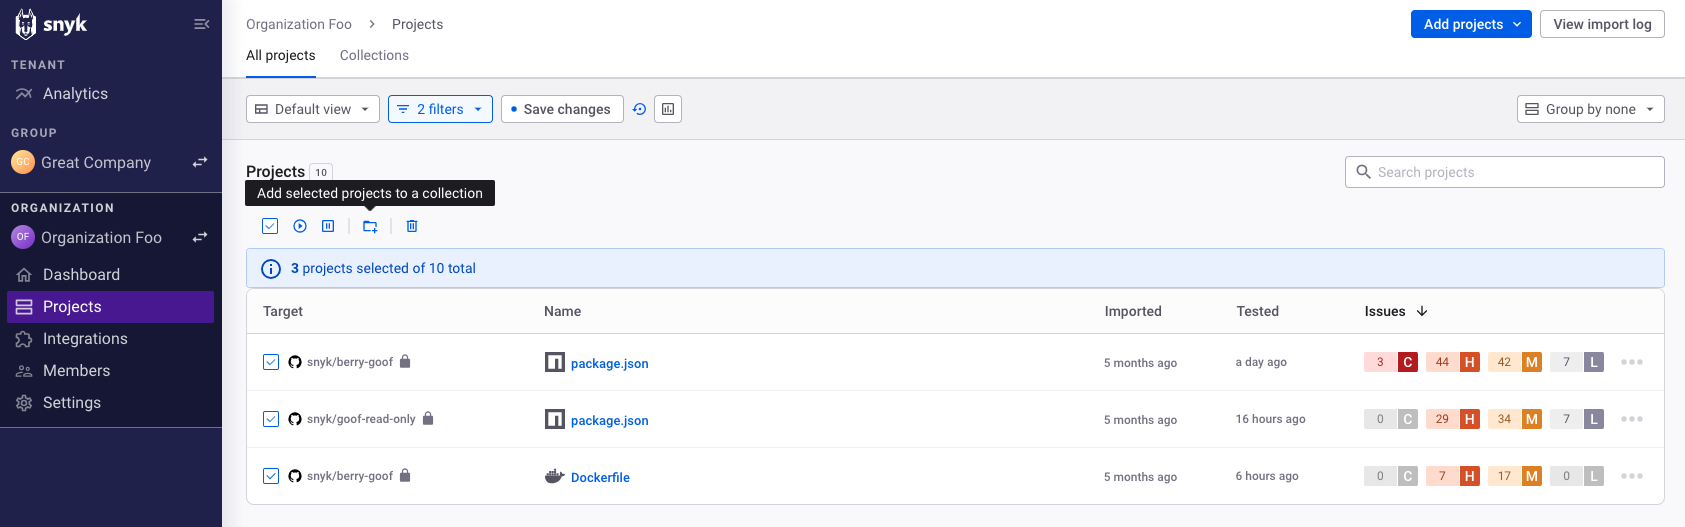 snyk
Organization Foo > Projects
Add projects
View import log
All projects
Collections
TENANT
Analytics
GROUP
GC Great Company
ORGANIZATION
OF Organization Foo
Dashboard
Projects
Integrations
Members
Settings
Default view
2 filters
Save changes
Group by none
Projects 10
Search projects
Add selected projects to a collection
3 projects selected of 10 total
Target Name Imported Tested Issues
snyk/berry-goof package.json 5 months ago a day ago 3 C 44 H 42 M 7 L
snyk/goof-read-only package.json 5 months ago 16 hours ago 0 C 29 H 34 M 7 L
snyk/berry-goof Dockerfile 5 months ago 6 hours ago 0 C 7 H 17 M 0 L